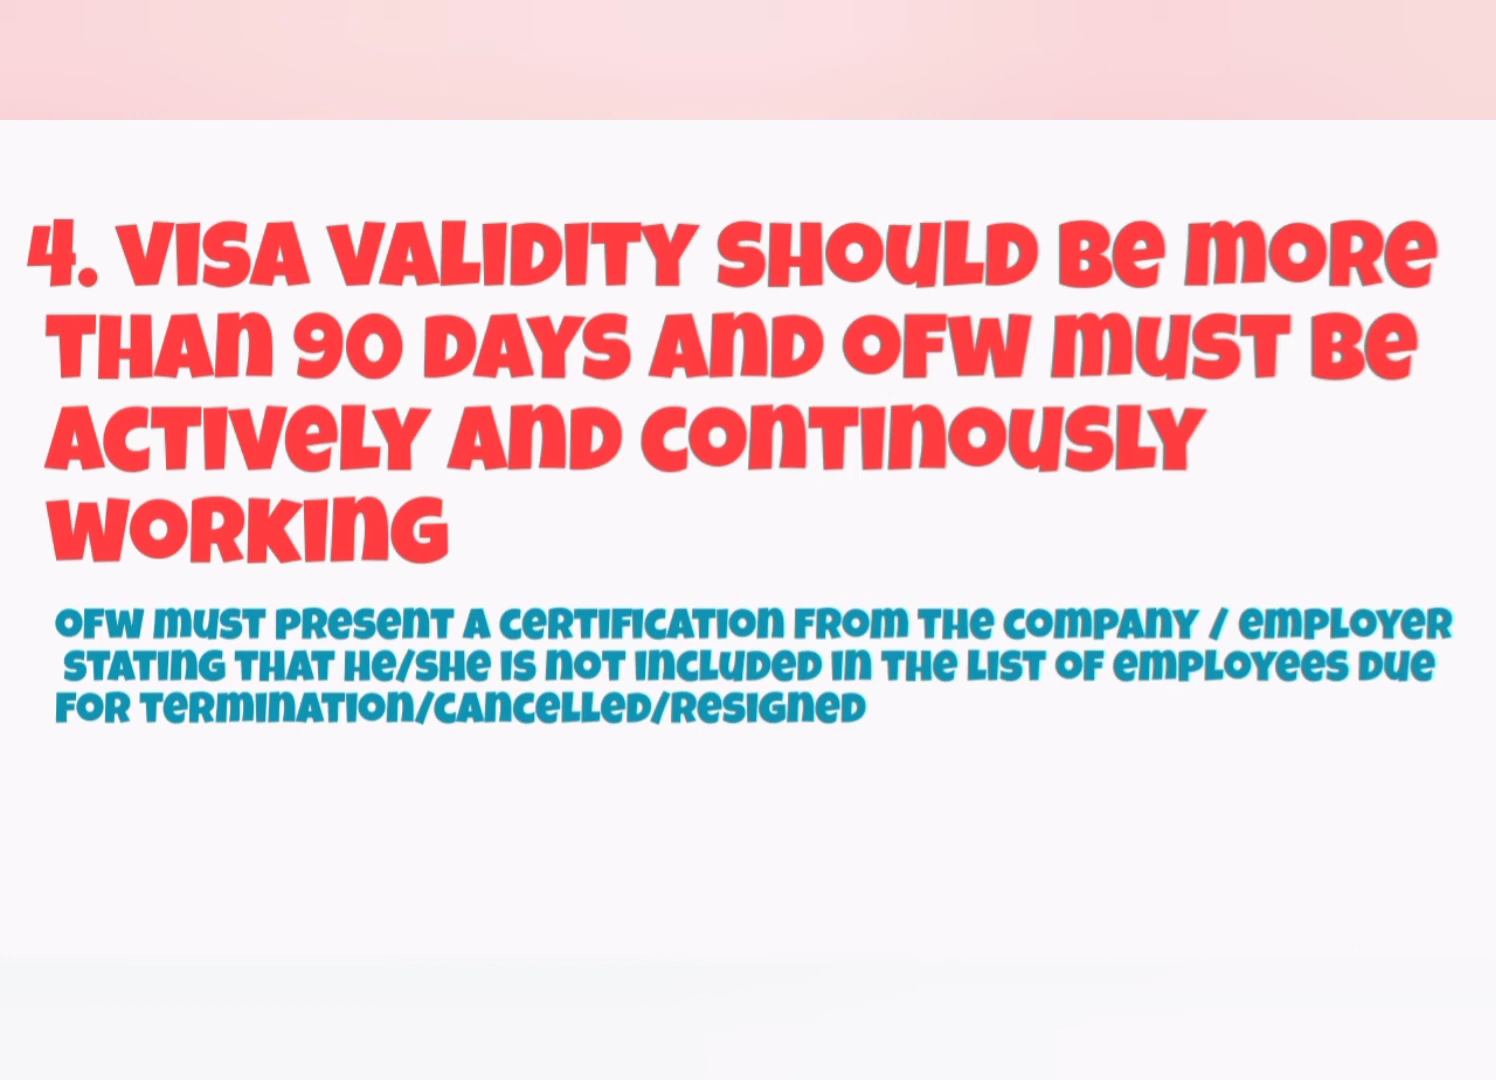 4. VISA VALIDITY SHOULD BE MORE
THAN 90 DAYS AND OFW MUST BE
ACTIVELY AND CONTINOUSLY
WORKING
OFW MUST PRESENT A CERTIFICATION FROM THE COMPANY / EMPLOYER
STATING THAT HE/SHE IS NOT INCLUDED IN THE LIST OF EMPLOYEES DUE
FOR TERMINATION/CANCELLED/RESIGNED